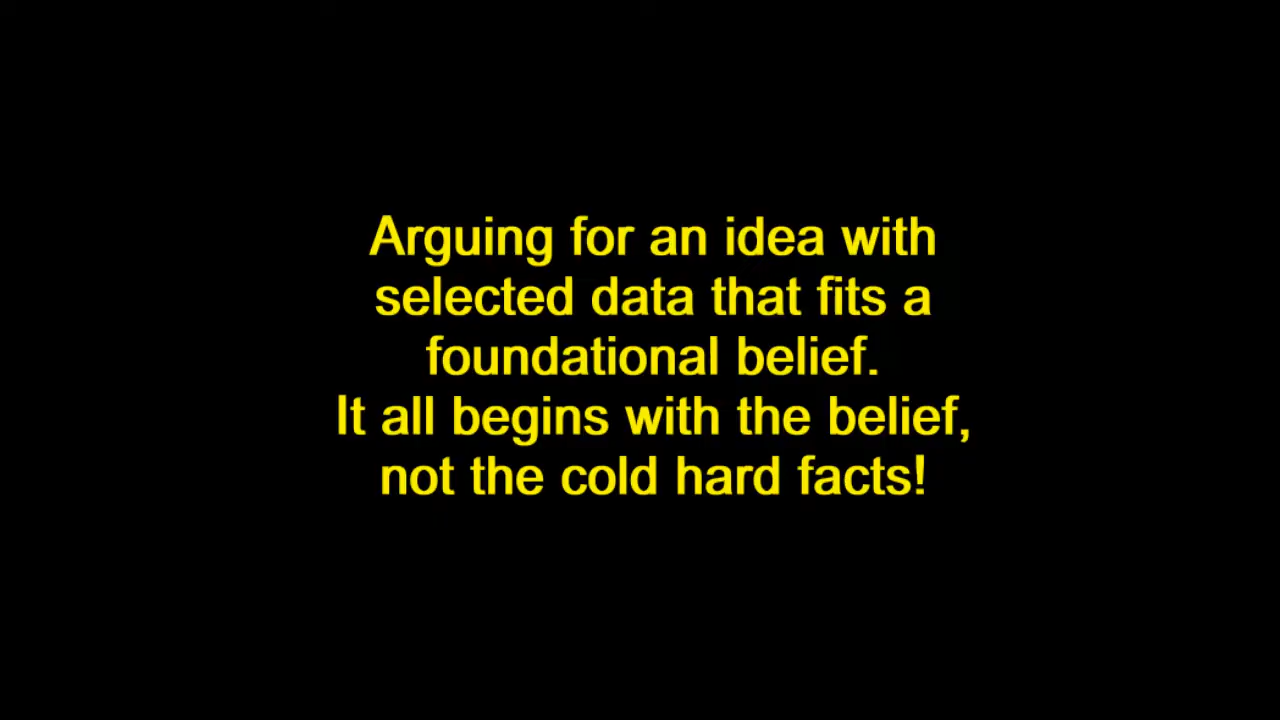 Arguing for an idea with
selected data that fits a
foundational belief.
It all begins with the belief,
not the cold hard facts!